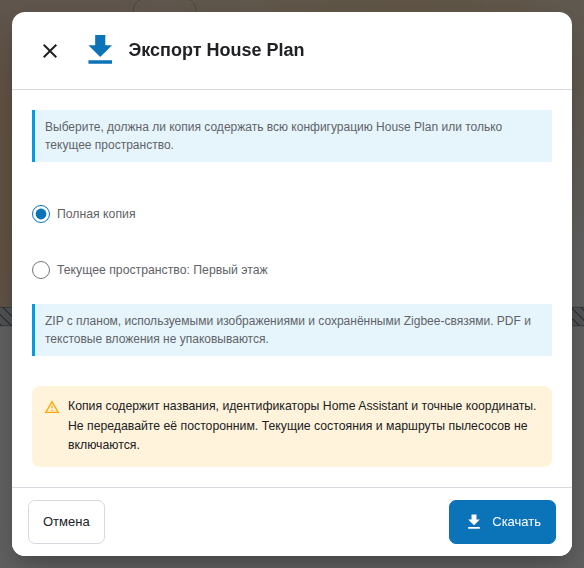 Экспорт House Plan
Выберите, должна ли копия содержать всю конфигурацию House Plan или только
текущее пространство.
Полная копия
Текущее пространство: Первый этаж
ZIP с планом, используемыми изображениями и сохранёнными Zigbee-связями. PDF и
текстовые вложения не упаковываются.
Копия содержит названия, идентификаторы Home Assistant и точные координаты.
Не передавайте её посторонним. Текущие состояния и маршруты пылесосов не
включаются.
Отмена
Скачать